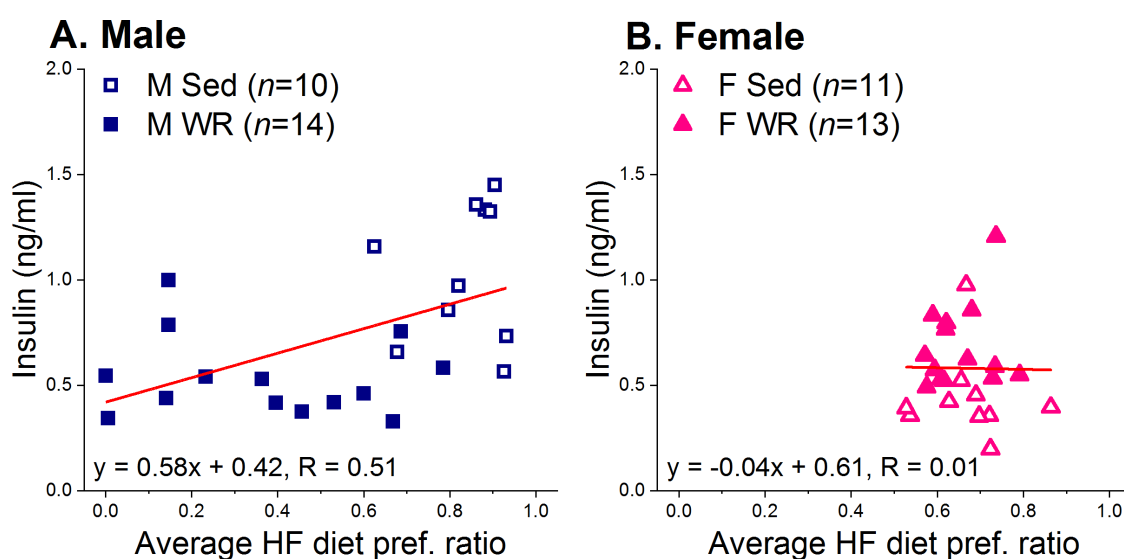 A. Male
M Sed (n=10)
M WR (n=14)
2.0
1.5
1.0
0.5
0.0
Insulin (ng/ml)
y = 0.58x + 0.42, R = 0.51
0.0 0.2 0.4 0.6 0.8 1.0
Average HF diet pref. ratio
B. Female
F Sed (n=11)
F WR (n=13)
2.0
1.5
1.0
0.5
0.0
Insulin (ng/ml)
y = -0.04x + 0.61, R = 0.01
0.0 0.2 0.4 0.6 0.8 1.0
Average HF diet pref. ratio